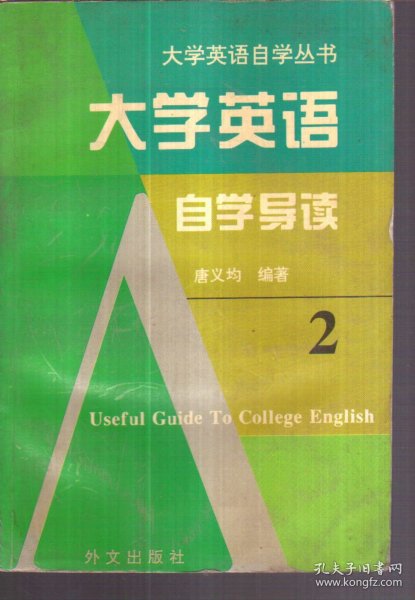 大学英语自学丛书
大学英语
自学导读
唐义均 编著
2
Useful Guide To College English
外文出版社
孔夫子旧书网
www.kongfz.com